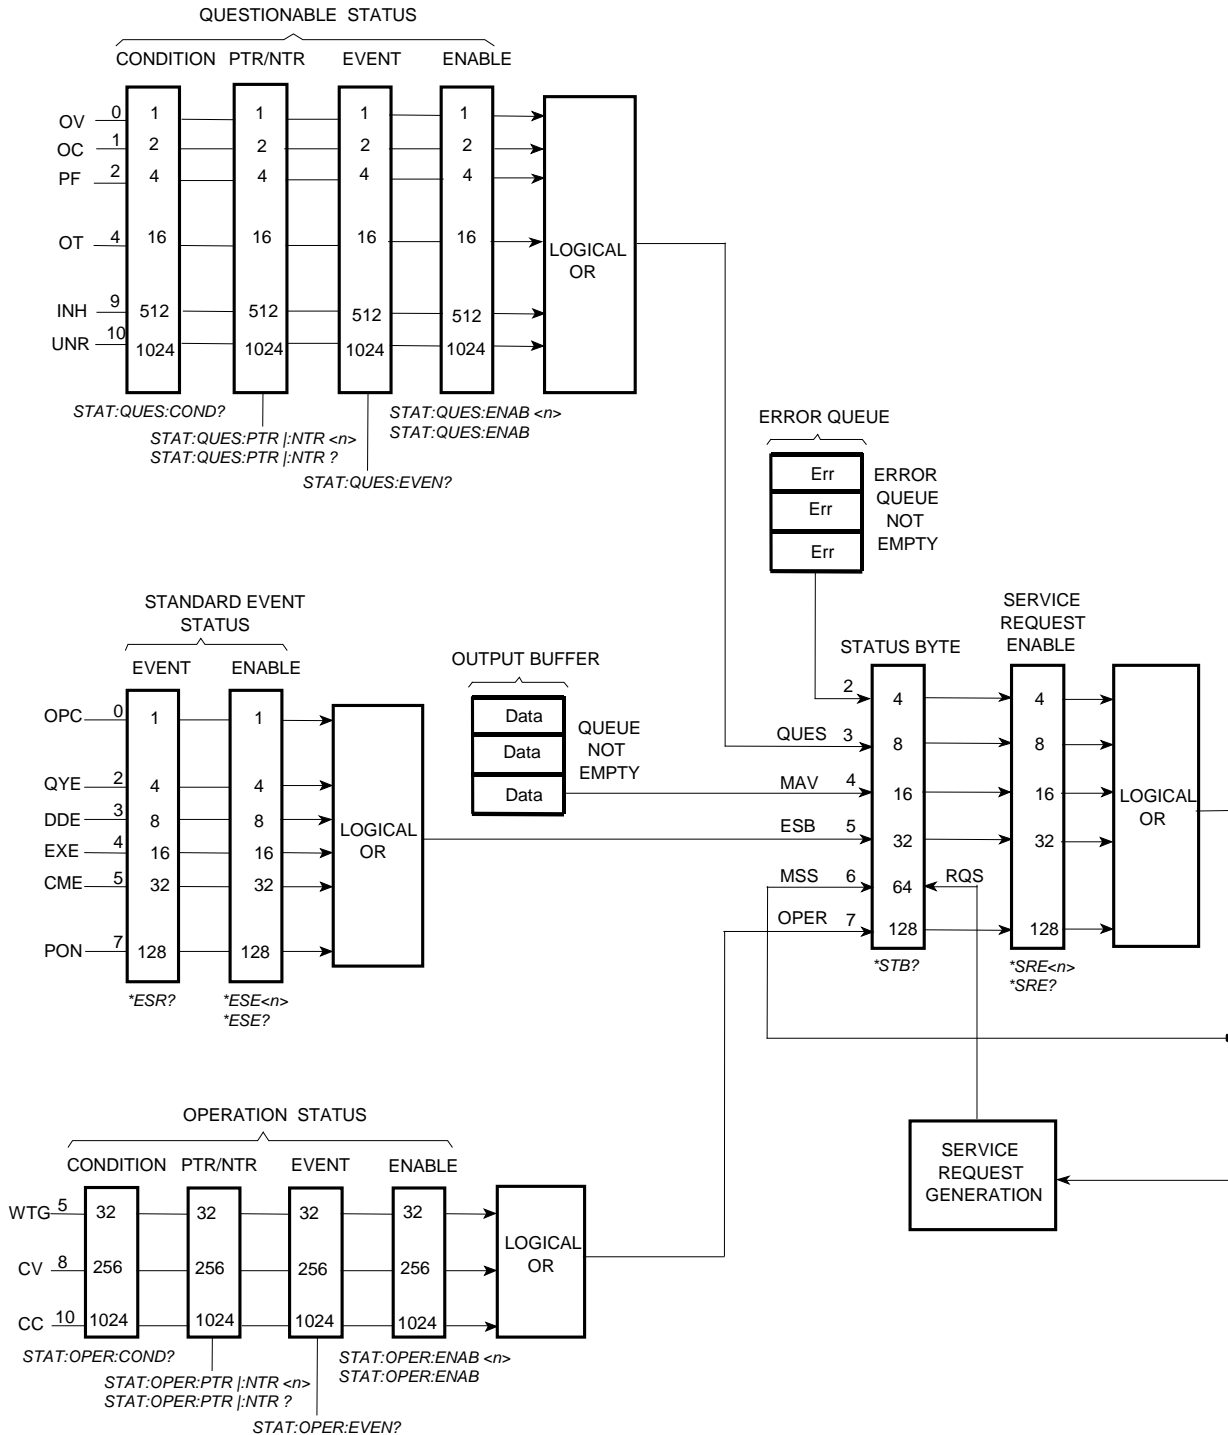 QUESTIONABLE STATUS
CONDITION PTR/NTR EVENT ENABLE
OV 0 1 1 1 1
OC 1 2 2 2 2
PF 2 4 4 4 4
OT 4 16 16 16 16
INH 9 512 512 512 512
UNR 10 1024 1024 1024 1024
LOGICAL
OR
STAT:QUES:COND?
STAT:QUES:PTR |:NTR <n>
STAT:QUES:PTR |:NTR ?
STAT:QUES:EVEN?
STAT:QUES:ENAB <n>
STAT:QUES:ENAB
ERROR QUEUE
Err
Err
Err
ERROR
QUEUE
NOT
EMPTY
STANDARD EVENT
STATUS
EVENT ENABLE
OPC 0 1 1
QYE 2 4 4
DDE 3 8 8
EXE 4 16 16
CME 5 32 32
PON 7 128 128
LOGICAL
OR
*ESR?
*ESE<n>
*ESE?
OUTPUT BUFFER
Data
Data
Data
QUEUE
NOT
EMPTY
STATUS BYTE
SERVICE
REQUEST
ENABLE
2 4 4
QUES 3 8 8
MAV 4 16 16
ESB 5 32 32
MSS 6 64 RQS
OPER 7 128 128
LOGICAL
OR
*STB?
*SRE<n>
*SRE?
SERVICE
REQUEST
GENERATION
OPERATION STATUS
CONDITION PTR/NTR EVENT ENABLE
WTG 5 32 32 32 32
CV 8 256 256 256 256
CC 10 1024 1024 1024 1024
LOGICAL
OR
STAT:OPER:COND?
STAT:OPER:PTR |:NTR <n>
STAT:OPER:PTR |:NTR ?
STAT:OPER:EVEN?
STAT:OPER:ENAB <n>
STAT:OPER:ENAB